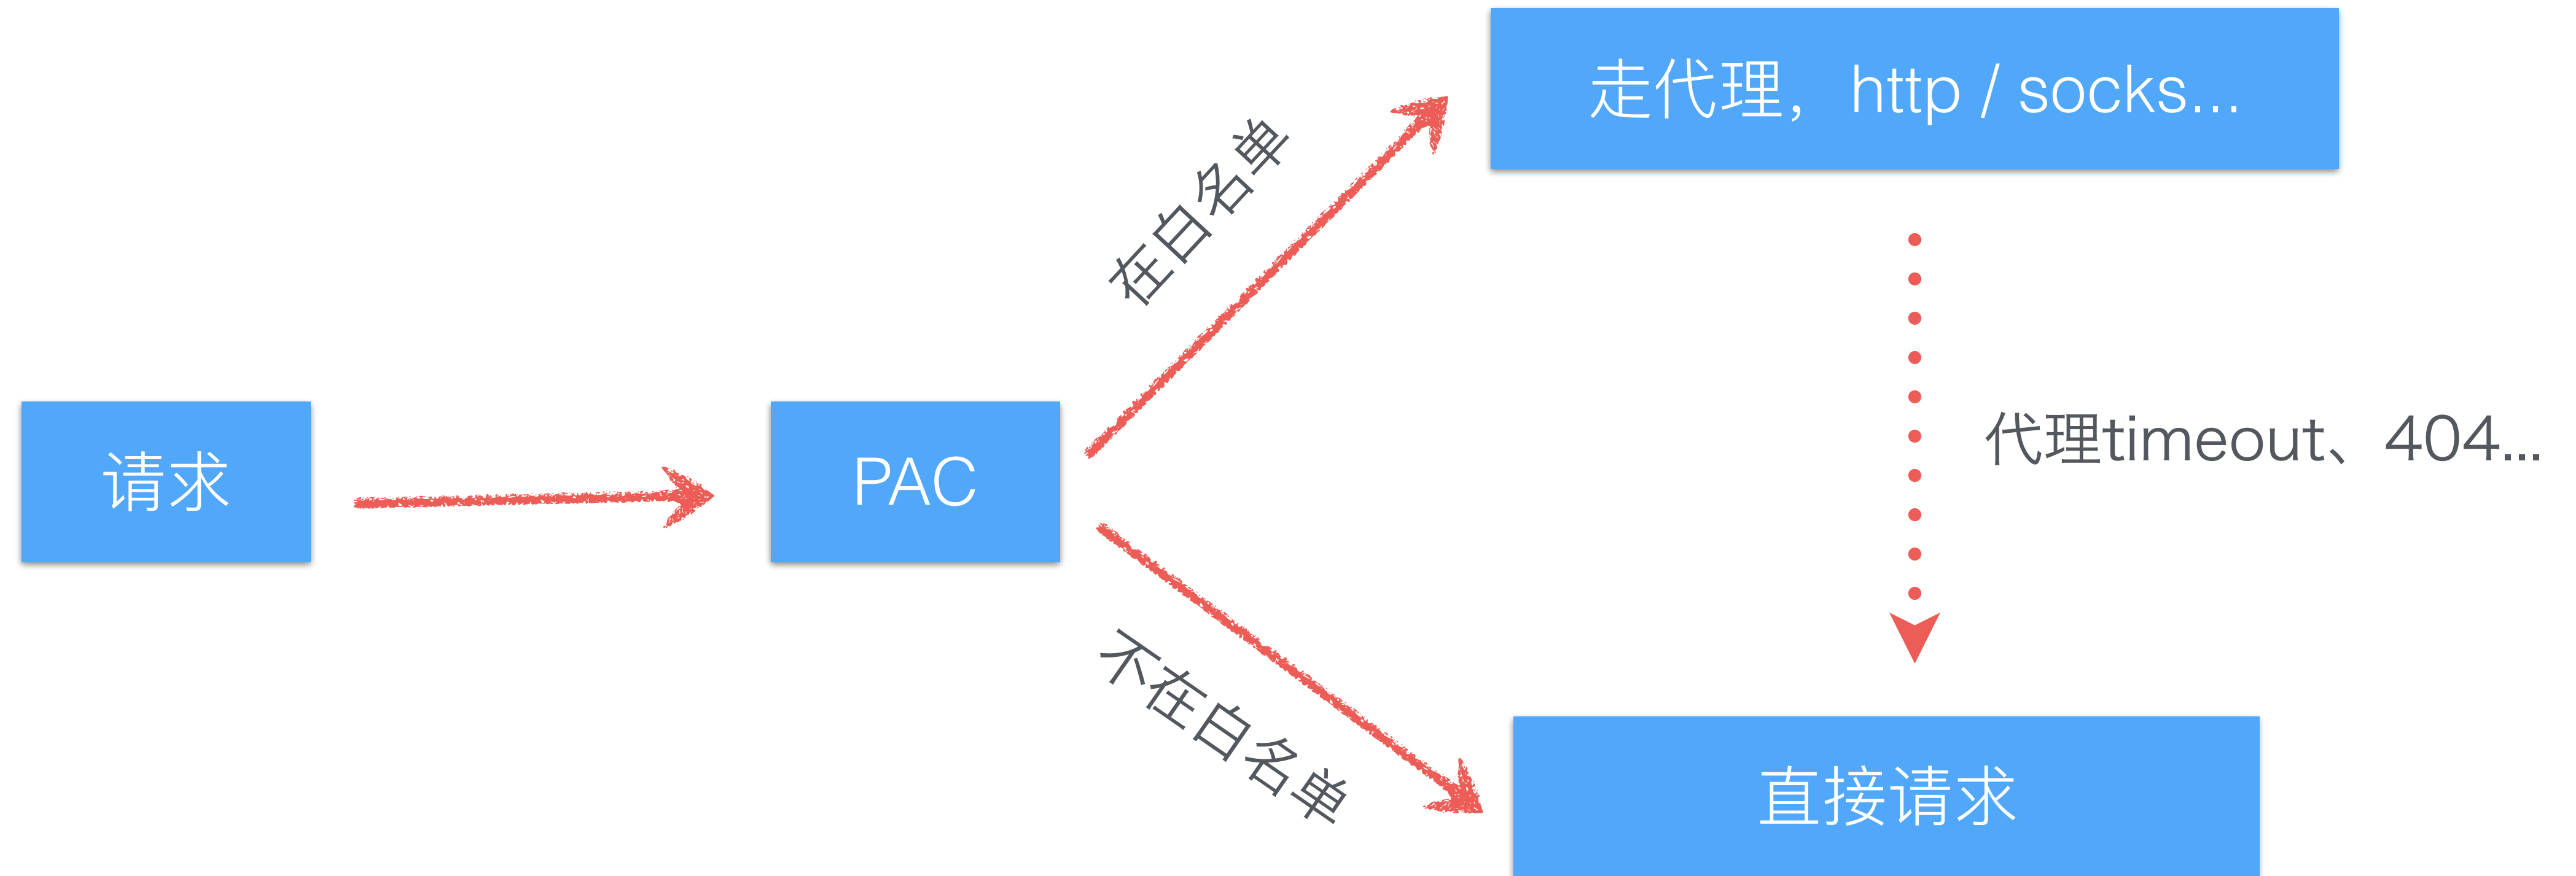 走代理，http / socks...
在白名单
请求
PAC
代理timeout、404...
不在白名单
直接请求